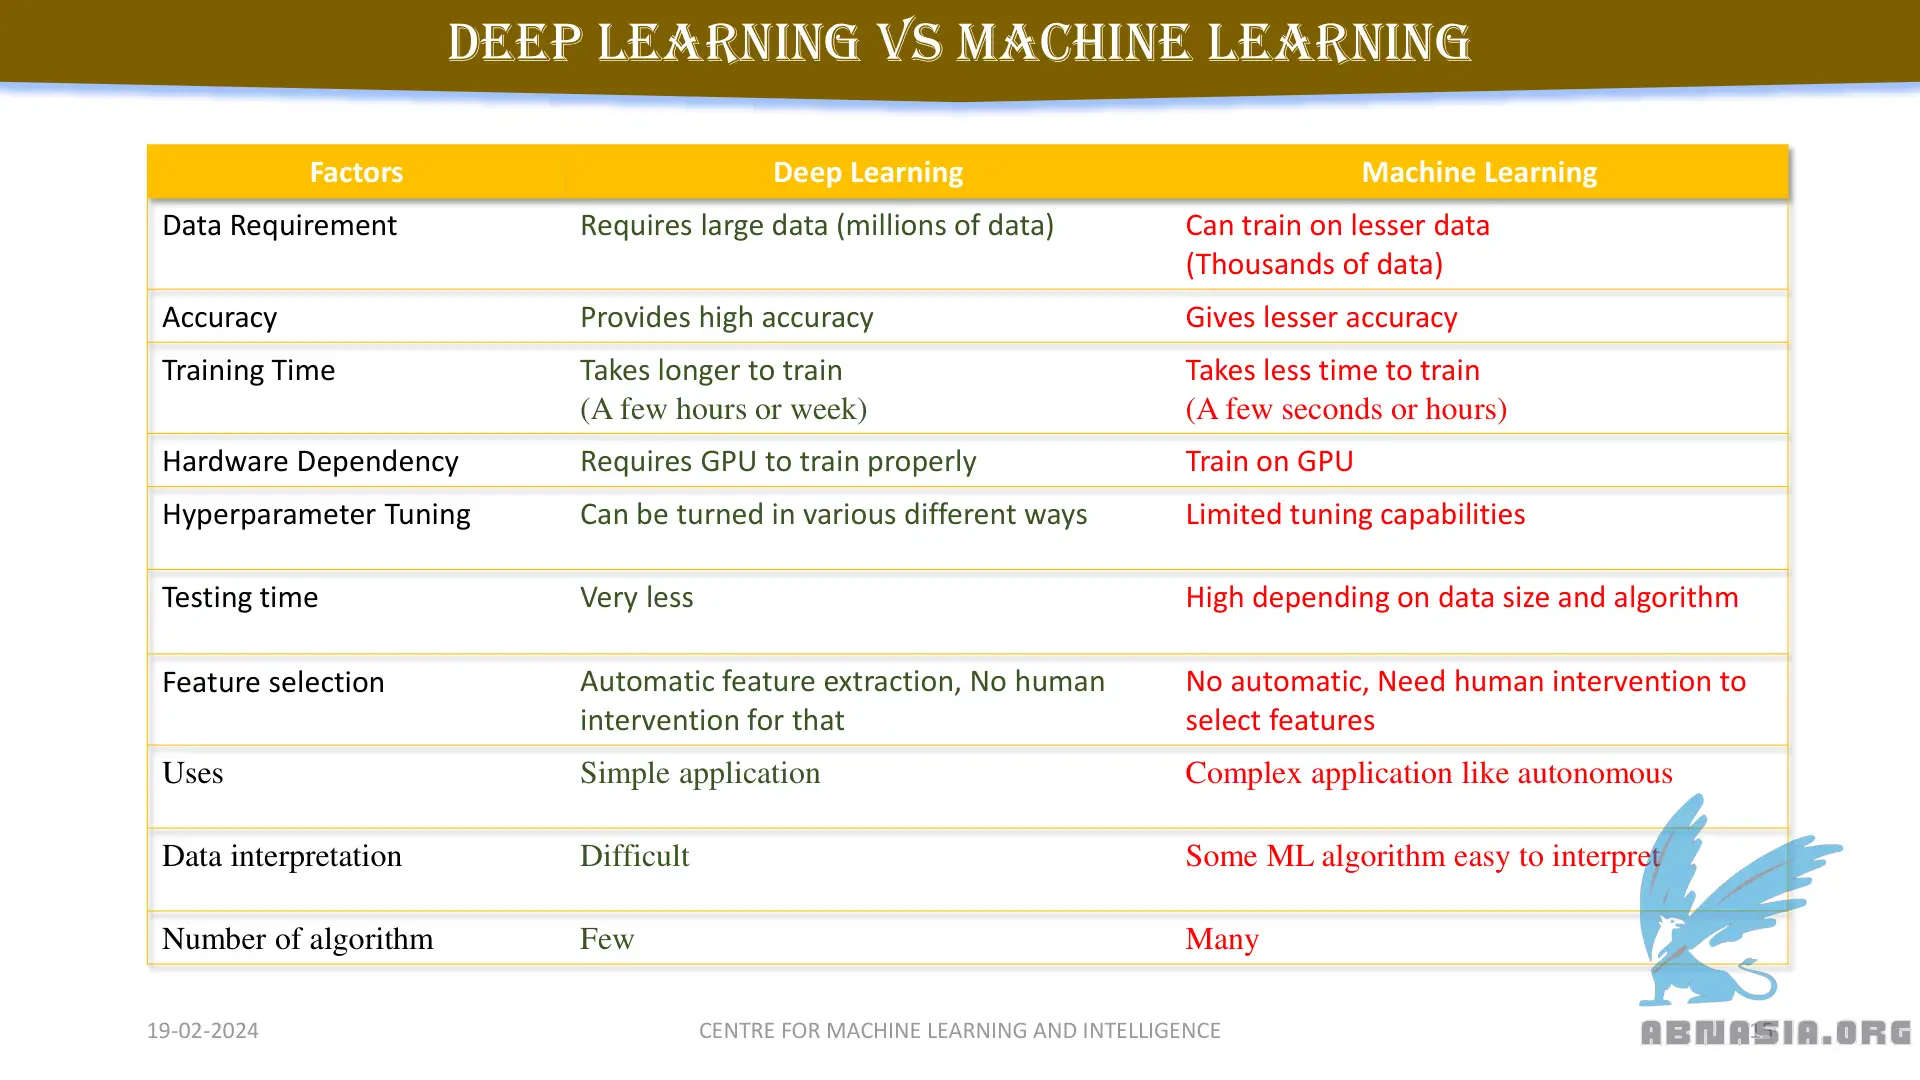 DEEP LEARNING VS MACHINE LEARNING
Factors Deep Learning Machine Learning
Data Requirement Requires large data (millions of data) Can train on lesser data
(Thousands of data)
Accuracy Provides high accuracy Gives lesser accuracy
Training Time Takes longer to train Takes less time to train
(A few hours or week) (A few seconds or hours)
Hardware Dependency Requires GPU to train properly Train on GPU
Hyperparameter Tuning Can be turned in various different ways Limited tuning capabilities
Testing time Very less High depending on data size and algorithm
Feature selection Automatic feature extraction, No human No automatic, Need human intervention to
intervention for that select features
Uses Simple application Complex application like autonomous
Data interpretation Difficult Some ML algorithm easy to interpret
Number of algorithm Few Many
19-02-2024 CENTRE FOR MACHINE LEARNING AND INTELLIGENCE 15
ABNASIA.ORG